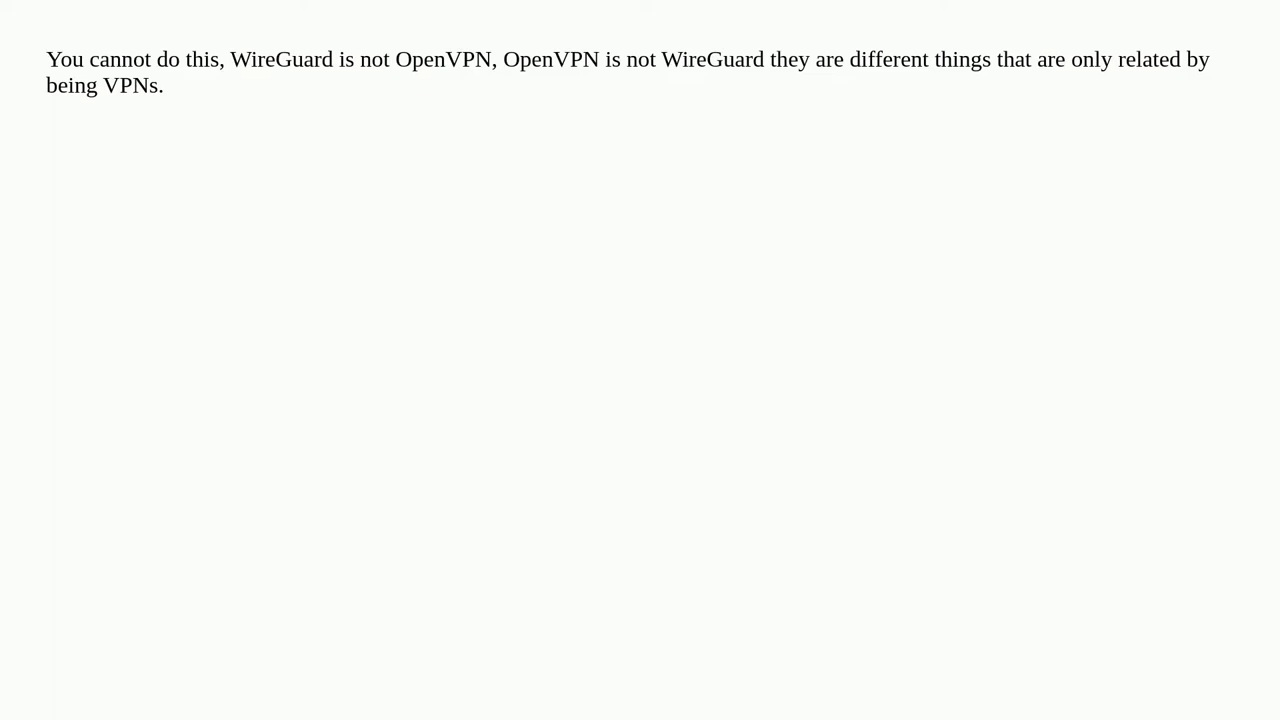 You cannot do this, WireGuard is not OpenVPN, OpenVPN is not WireGuard they are different things that are only related by
being VPNs.